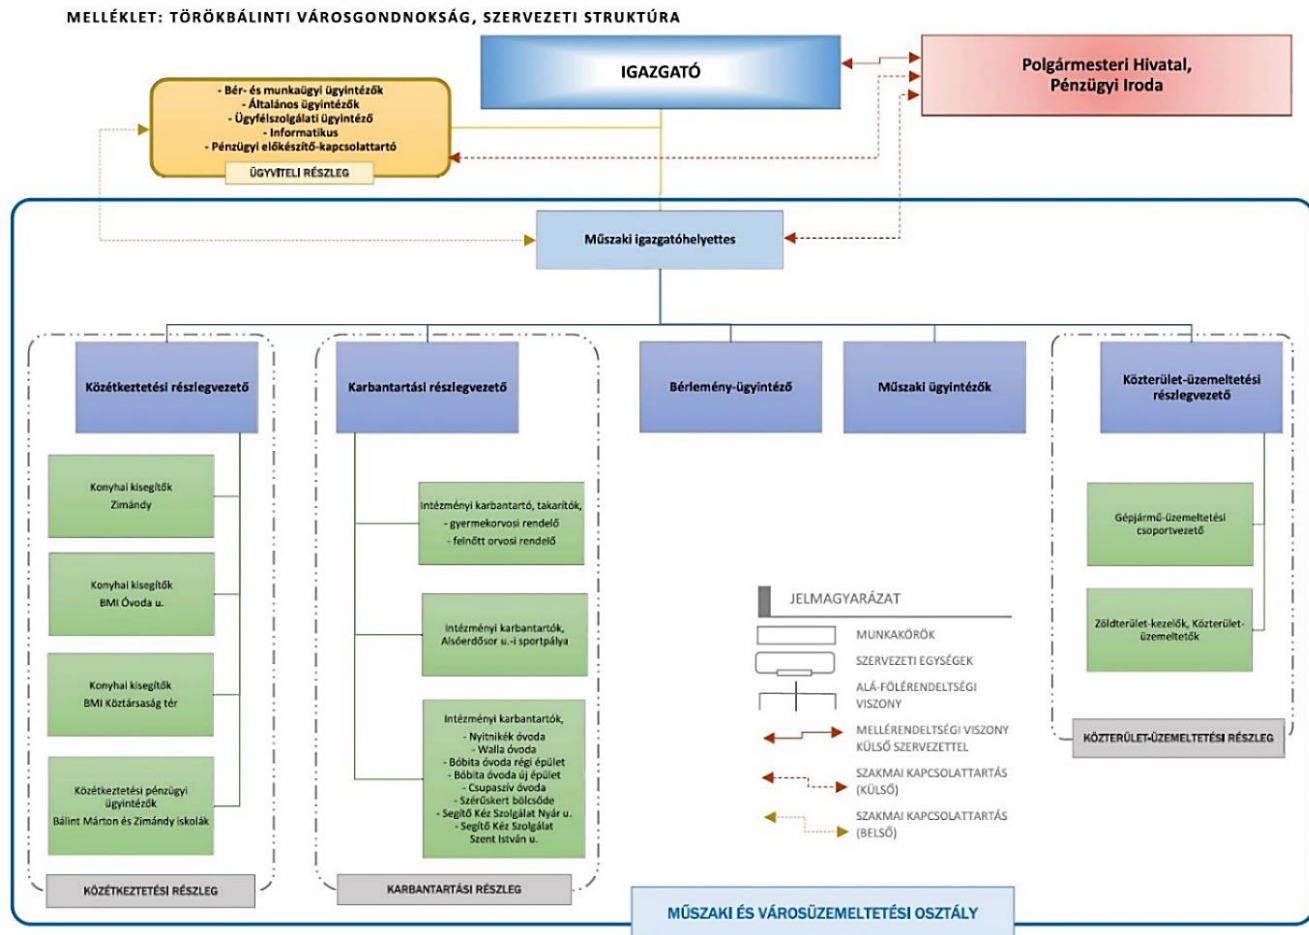 MELLÉKLET: TÖRÖKBÁLINTI VÁROSGONDNOKSÁG, SZERVEZETI STRUKTÚRA
IGAZGATÓ
Polgármesteri Hivatal,
Pénzügyi Iroda
- Bér- és munkaügyi ügyintézők
- Általános ügyintézők
- Ügyfélszolgálati ügyintéző
- Informatikus
- Pénzügyi előkészítő-kapcsolattartó
ÜGYVITELI RÉSZLEG
Műszaki igazgatóhelyettes
Közétkeztetési részlegvezető
Karbantartási részlegvezető
Bérlemény-ügyintéző
Műszaki ügyintézők
Közterület-üzemeltetési
részlegvezető
Konyhai kisegítők
Zimándy
Konyhai kisegítők
BMI Óvoda u.
Konyhai kisegítők
BMI Köztársaság tér
Közétkeztetési pénzügyi
ügyintézők
Bálint Márton és Zimándy iskolák
KÖZÉTKEZTETÉSI RÉSZLEG
Intézményi karbantartó, takarítók,
- gyermekorvosi rendelő
- felnőtt orvosi rendelő
Intézményi karbantartók,
Alsóerdősor u.-i sportpálya
Intézményi karbantartók,
- Nyitnikék óvoda
- Walla óvoda
- Bóbita óvoda régi épület
- Bóbita óvoda új épület
- Csupaszív óvoda
- Szérűskert bölcsőde
- Segítő Kéz Szolgálat Nyár u.
- Segítő Kéz Szolgálat
Szent István u.
KARBANTARTÁSI RÉSZLEG
Gépjármű-üzemeltetési
csoportvezető
Zöldterület-kezelők, Közterület-
üzemeltetők
KÖZTERÜLET-ÜZEMELTETÉSI RÉSZLEG
JELMAGYARÁZAT
MUNKAKÖRÖK
SZERVEZETI EGYSÉGEK
ALÁ-FÖLÉRENDELTSÉGI
VISZONY
MELLÉRENDELTSÉGI VISZONY
KÜLSŐ SZERVEZETTEL
SZAKMAI KAPCSOLATTARTÁS
(KÜLSŐ)
SZAKMAI KAPCSOLATTARTÁS
(BELSŐ)
MŰSZAKI ÉS VÁROSÜZEMELTETÉSI OSZTÁLY